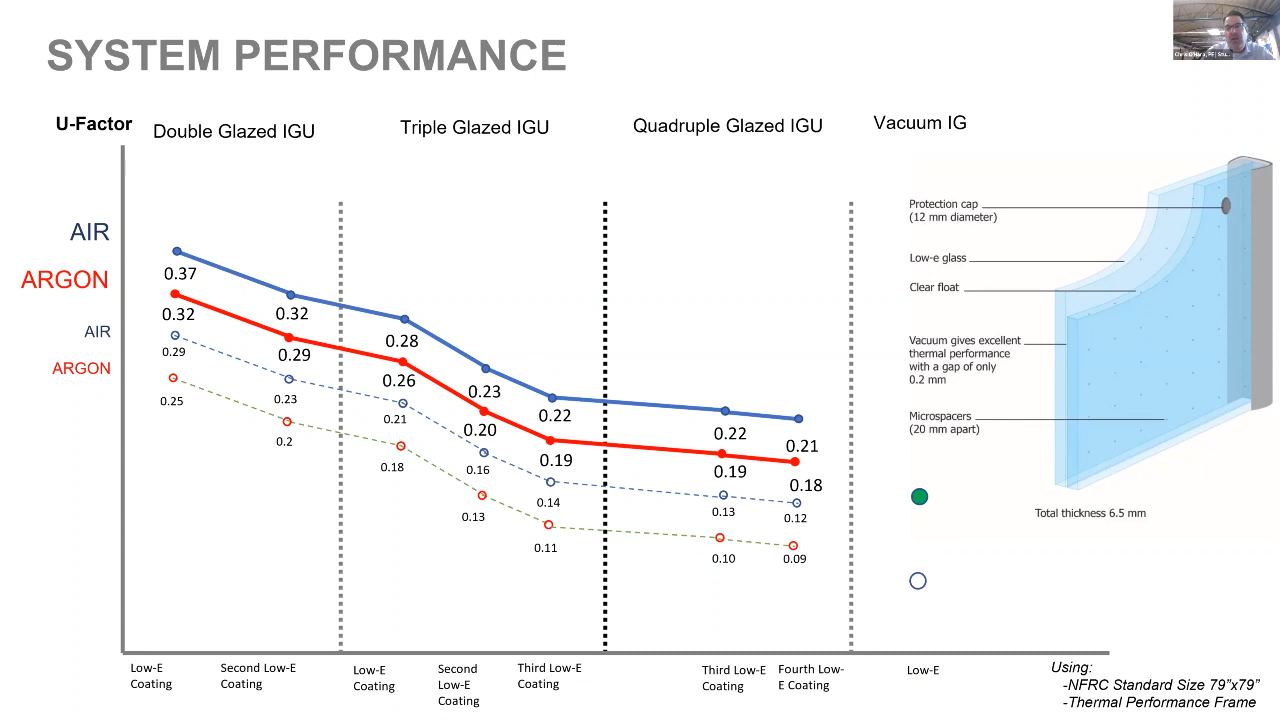 SYSTEM PERFORMANCE
U-Factor
Double Glazed IGU
Triple Glazed IGU
Quadruple Glazed IGU
Vacuum IG
AIR
ARGON
AIR
ARGON
0.37
0.32
0.28
0.23
0.22
0.22
0.21
0.32
0.29
0.26
0.20
0.19
0.19
0.18
0.29
0.23
0.21
0.16
0.14
0.13
0.12
0.25
0.2
0.18
0.13
0.11
0.10
0.09
Protection cap
(12 mm diameter)
Low-e glass
Clear float
Vacuum gives excellent
thermal performance
with a gap of only
0.2 mm
Microspacers
(20 mm apart)
Total thickness 6.5 mm
Low-E
Coating
Second Low-E
Coating
Low-E
Coating
Second
Low-E
Coating
Third Low-E
Coating
Third Low-E
Coating
Fourth Low-
E Coating
Low-E
Using:
-NFRC Standard Size 79”x79”
-Thermal Performance Frame